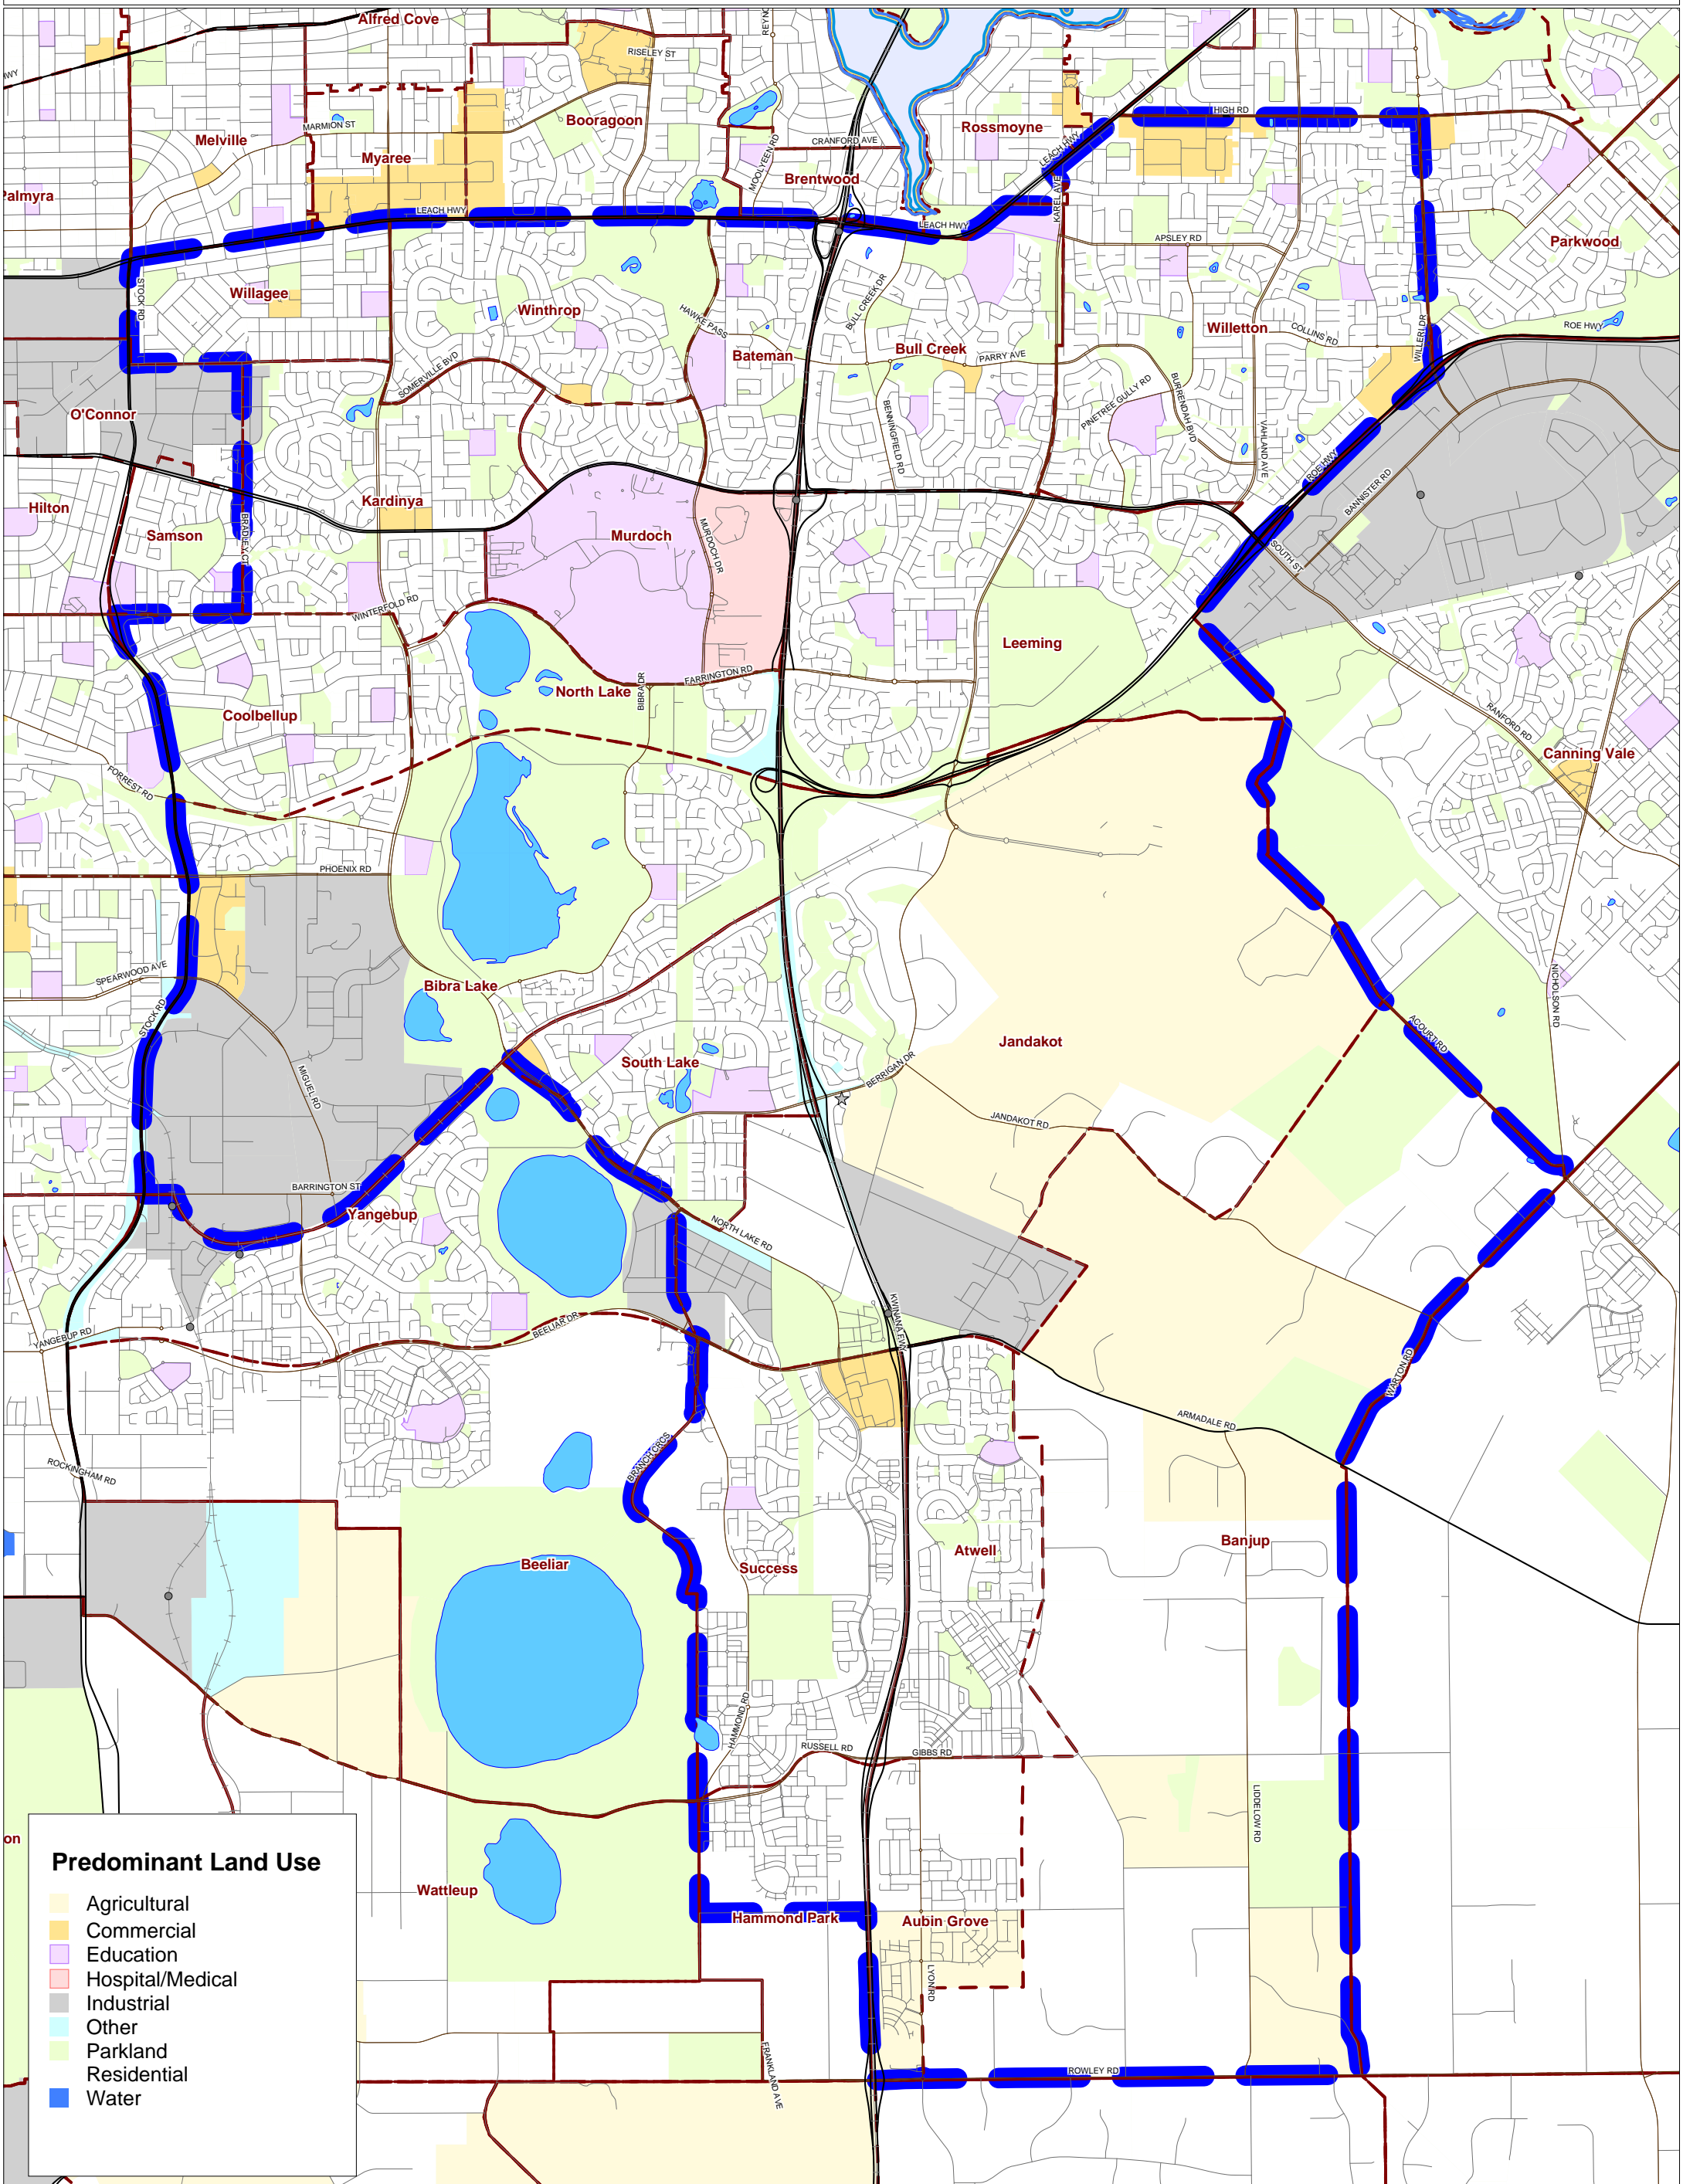 Alfred Cove
REYNO
HWY
RISELEY ST
HIGH RD
Booragoon
Rossmoyne
MARMION ST
Melville
CRANFORD AVE
LEACH HWY
Myaree
MOOLYEEN RD
Brentwood
Palmyra
KAREL AVE
LEACH HWY
LEACH HWY
APSLEY RD
Parkwood
STOCK RD
Willagee
Winthrop
BULL CREEK DR
HAWKE PASS
Willetton
COLLINS RD
ROE HWY
WILLERI DR
Bateman
Bull Creek
PARRY AVE
SOMERVILLE BVD
PINETREE GULLY RD
BURRENDAH BVD
O'Connor
BENNINGFIELD RD
VAHLAND AVE
ROE HWY
BANNISTER RD
Hilton
Kardinya
Samson
BRADLEY CT
Murdoch
MURDOCH DR
SOUTH ST
WINTERFOLD RD
Leeming
FARRINGTON RD
North Lake
BIBRA DR
Coolbellup
RANFORD RD
Canning Vale
FORREST RD
PHOENIX RD
SPEARWOOD AVE
Bibra Lake
NICHOLSON RD
STOCK RD
Jandakot
ACOURT RD
South Lake
BERRIGAN DR
MIGUEL RD
JANDAKOT RD
BARRINGTON ST
Yangebup
NORTH LAKE RD
KWINANA FWY
BEELIAR DR
YANGEBUP RD
WARTON RD
ARMADALE RD
BRANCH CIRCS
ROCKINGHAM RD
Banjup
Atwell
Beeliar
Success
HAMMOND RD
RUSSELL RD
GIBBS RD
LIDDELOW RD
on
Predominant Land Use
Wattleup
Agricultural
Hammond Park
Aubin Grove
Commercial
Education
Hospital/Medical
LYON RD
Industrial
Other
Parkland
FRANKLAND AVE
ROWLEY RD
Residential
Water